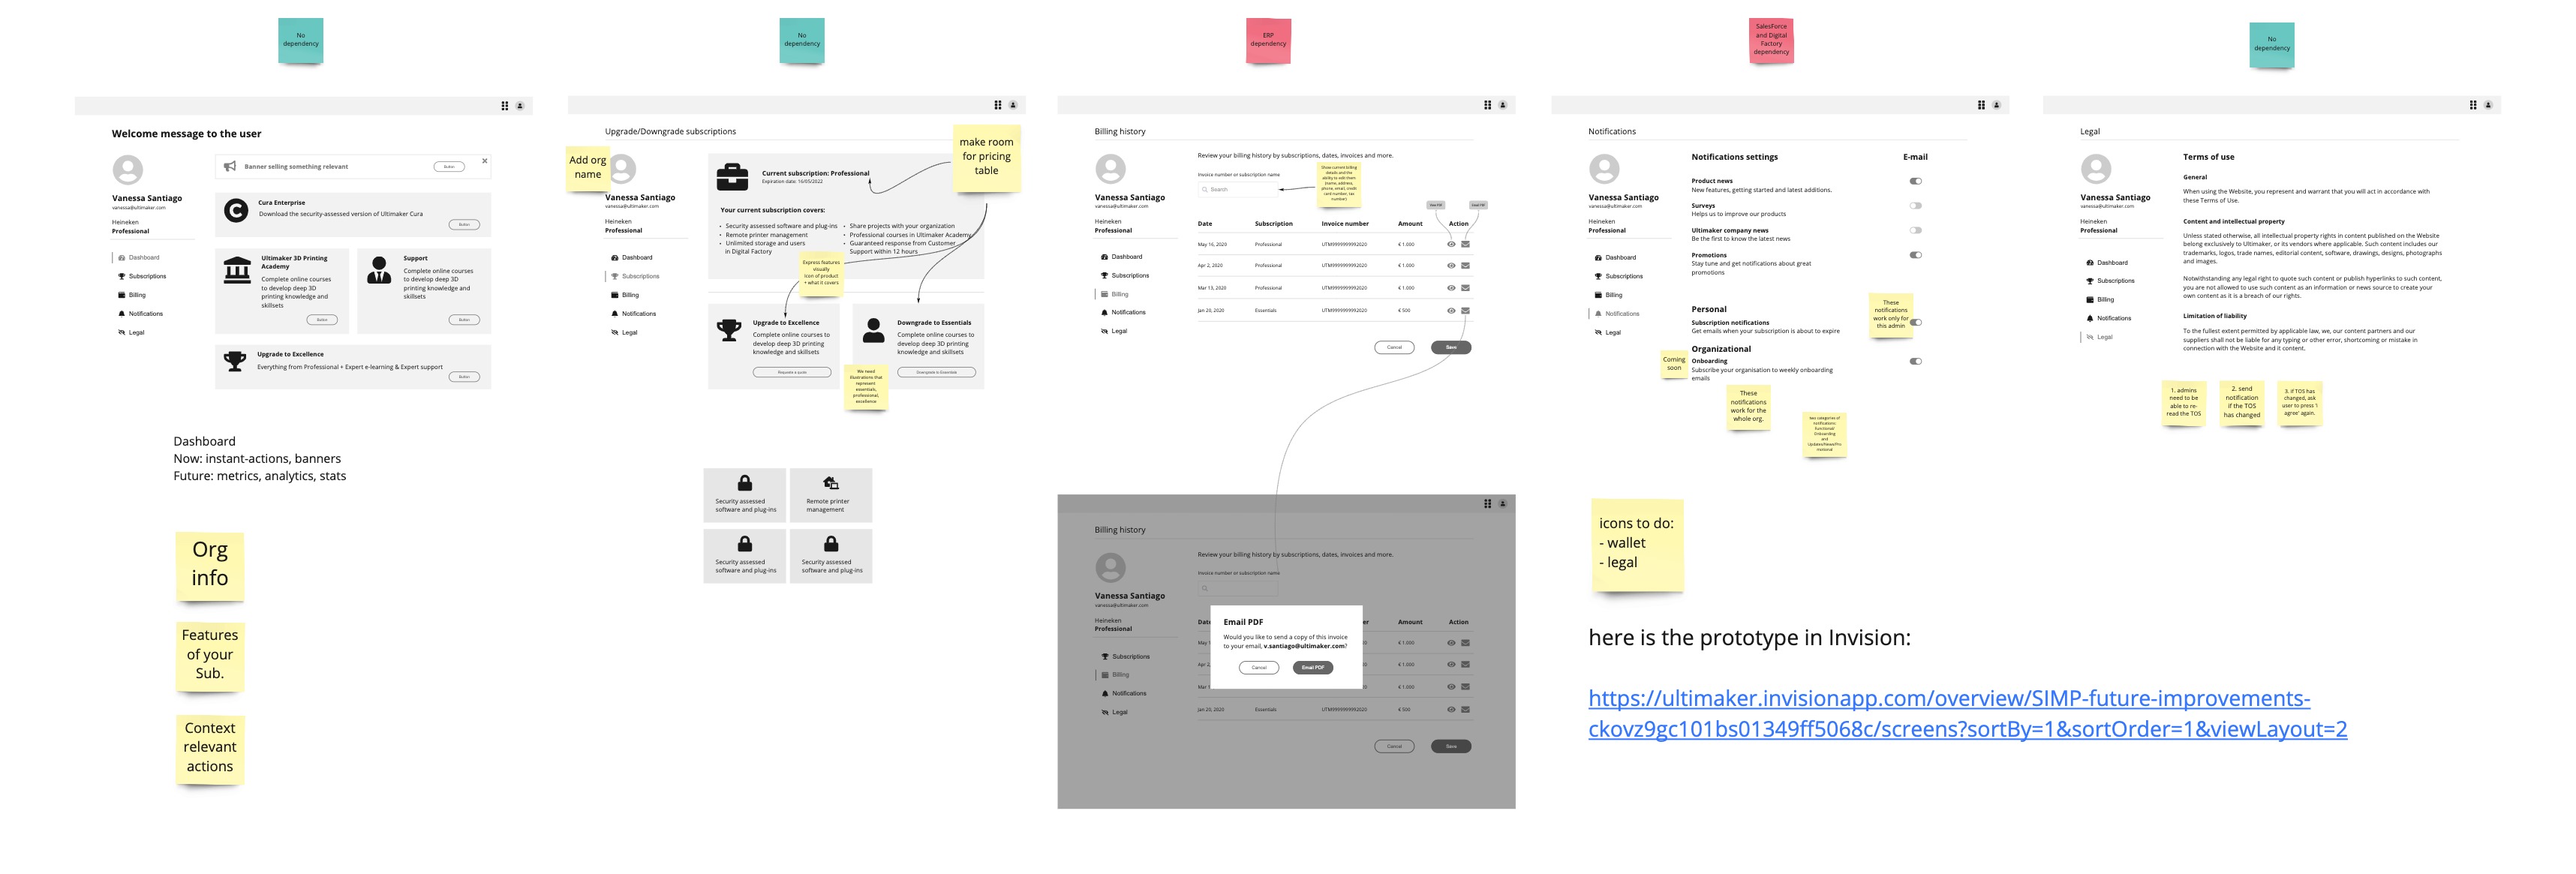 No
dependency
No
dependency
ERP
dependency
SalesForce
and Digital
Factory
dependency
No
dependency
Welcome message to the user
Banner selling something relevant
Button
Vanessa Santiago
vanessa@ultimaker.com
Heineken
Professional
Dashboard
Subscriptions
Billing
Notifications
Legal
Cura Enterprise
Download the security-assessed version of Ultimaker Cura
Button
Ultimaker 3D Printing
Academy
Complete online courses
to develop deep 3D
printing knowledge and
skillsets
Button
Support
Complete online courses
to develop deep 3D
printing knowledge and
skillsets
Button
Upgrade to Excellence
Everything from Professional + Expert e-learning & Expert support
Button
Dashboard
Now: instant-actions, banners
Future: metrics, analytics, stats
Org
info
Features
of your
Sub.
Context
relevant
actions
Upgrade/Downgrade subscriptions
Add org
name
make room
for pricing
table
Vanessa Santiago
vanessa@ultimaker.com
Heineken
Professional
Dashboard
Subscriptions
Billing
Notifications
Legal
Current subscription: Professional
Expiration date: 16/05/2022
Your current subscription covers:
Security assessed software and plug-ins
Remote printer management
Unlimited storage and users
in Digital Factory
Share projects with your organization
Professional courses in Ultimaker Academy
Guaranteed response from Customer
Support within 12 hours
Express features
visually
icon of product
+ what it covers
Upgrade to Excellence
Complete online courses to
develop deep 3D printing
knowledge and skillsets
Request a quote
Downgrade to Essentials
Complete online courses to
develop deep 3D printing
knowledge and skillsets
Downgrade to Essentials
We need
illustrations that
represent
essentials,
professional,
excellence
Security assessed
software and plug-ins
Remote printer
management
Security assessed
software and plug-ins
Security assessed
software and plug-ins
Billing history
Vanessa Santiago
vanessa@ultimaker.com
Heineken
Professional
Dashboard
Subscriptions
Billing
Notifications
Legal
Review your billing history by subscriptions, dates, invoices and more.
Invoice number or subscription name
Search
Show current billing
details and the
ability to edit them
(name, address,
phone, email, credit
card number, tax
number)
View PDF
Email PDF
Date Subscription Invoice number Amount Action
May 16, 2020 Professional UTM9999999992020 € 1.000
Apr 2, 2020 Professional UTM9999999992020 € 1.000
Mar 13, 2020 Professional UTM9999999992020 € 1.000
Jan 20, 2020 Essentials UTM9999999992020 € 500
Cancel
Save
Billing history
Vanessa Santiago
vanessa@ultimaker.com
Heineken
Professional
Subscriptions
Billing
Notifications
Legal
Review your billing history by subscriptions, dates, invoices and more.
Invoice number or subscription name
Amount Action
€ 1.000
€ 1.000
€ 1.000
Jan 20, 2020 Essentials UTM9999999992020 € 500
Email PDF
Would you like to send a copy of this invoice
to your email, v.santiago@ultimaker.com?
Cancel
Email PDF
Cancel
Save
Notifications
Vanessa Santiago
vanessa@ultimaker.com
Heineken
Professional
Dashboard
Subscriptions
Billing
Notifications
Legal
Notifications settings
E-mail
Product news
New features, getting started and latest additions.
Surveys
Helps us to improve our products
Ultimaker company news
Be the first to know the latest news
Promotions
Stay tune and get notifications about great
promotions
Personal
Subscription notifications
Get emails when your subscription is about to expire
These
notifications
work only for
this admin
Organizational
Onboarding
Subscribe your organisation to weekly onboarding
emails
Coming
soon
These
notifications
work for the
whole org.
two categories of
notifications:
Functional/
Onboarding
and
Updates/News/Pro
motional
icons to do:
- wallet
- legal
here is the prototype in Invision:
https://ultimaker.invisionapp.com/overview/SIMP-future-improvements-
ckovz9gc101bs01349ff5068c/screens?sortBy=1&sortOrder=1&viewLayout=2
Legal
Vanessa Santiago
vanessa@ultimaker.com
Heineken
Professional
Dashboard
Subscriptions
Billing
Notifications
Legal
Terms of use
General
When using the Website, you represent and warrant that you will act in accordance with
these Terms of Use.
Content and intellectual property
Unless stated otherwise, all intellectual property rights in content published on the Website
belong exclusively to Ultimaker, or its vendors where applicable. Such content includes our
trademarks, logos, trade names, editorial content, software, drawings, designs, photographs
and images.
Notwithstanding any legal right to quote such content or publish hyperlinks to such content,
you are not allowed to use such content as an information or news source to create your
own content as it is a breach of our rights.
Limitation of liability
To the fullest extent permitted by applicable law, we, our content partners and our
suppliers shall not be liable for any typing or other error, shortcoming or mistake in
connection with the Website and it content.
1. admins
need to be
able to re-
read the TOS
2. send
notification
if the TOS
has changed
3. if TOS has
changed, ask
user to press 'I
agree' again.